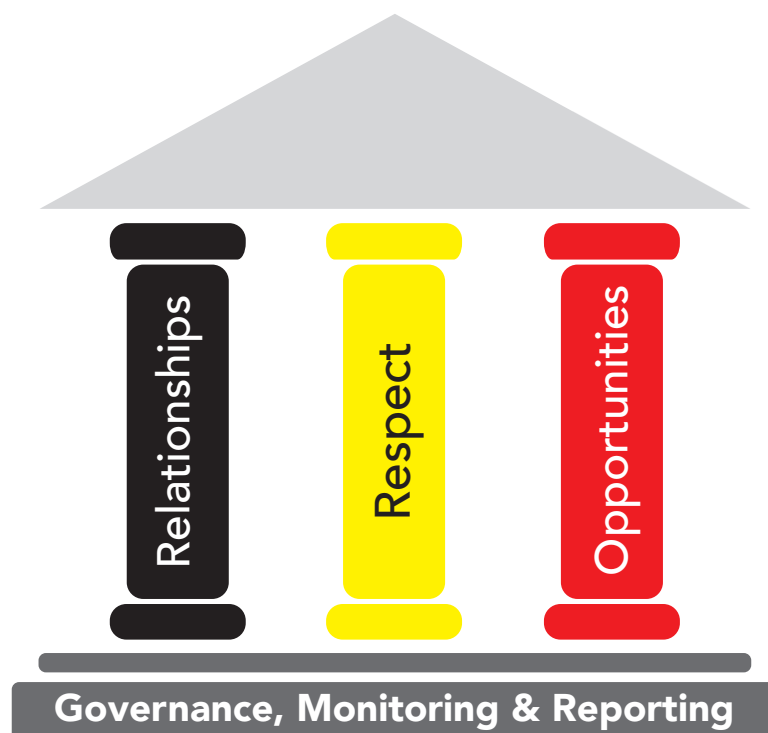 Relationships
Respect
Opportunities
Governance, Monitoring & Reporting